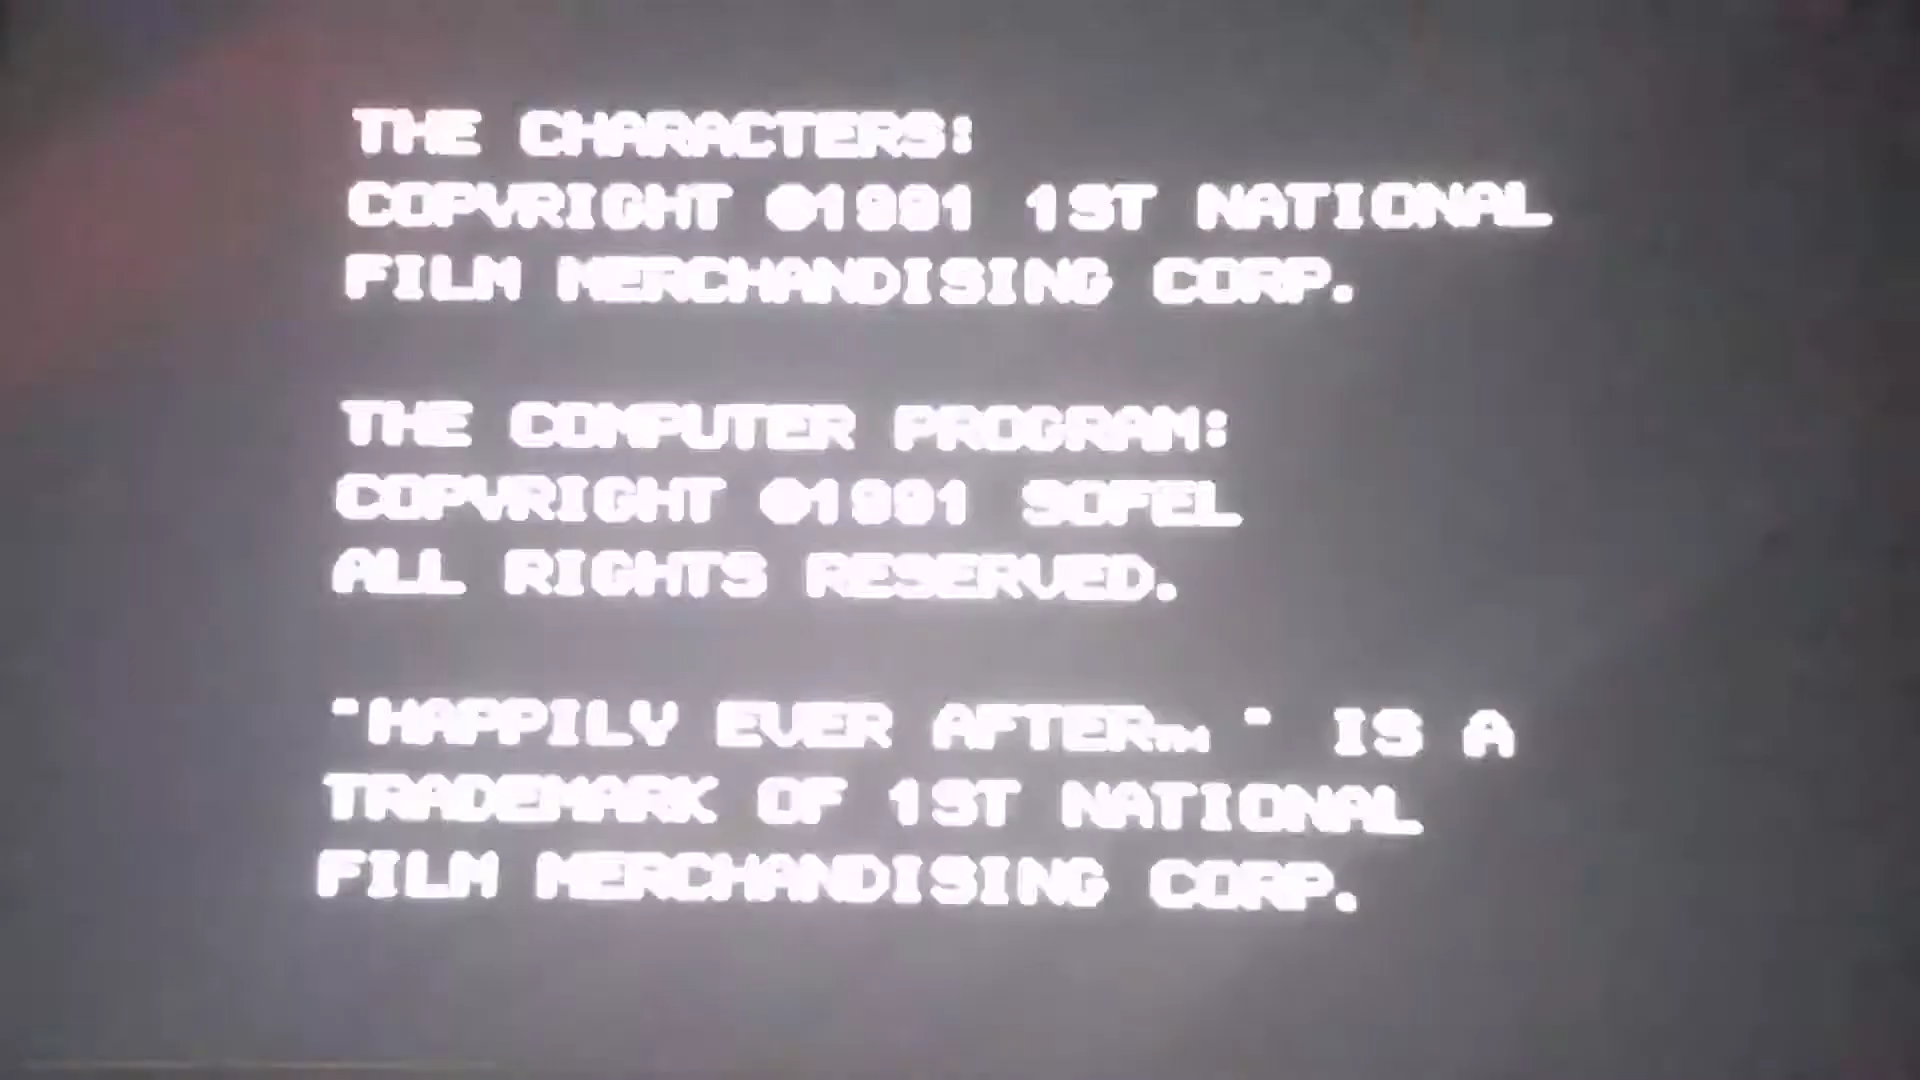 THE CHARACTERS:
COPYRIGHT ©1991 1ST NATIONAL
FILM MERCHANDISING CORP.
THE COMPUTER PROGRAM:
COPYRIGHT ©1991 SOFEL
ALL RIGHTS RESERVED.
"HAPPILY EVER AFTER™ " IS A
TRADEMARK OF 1ST NATIONAL
FILM MERCHANDISING CORP.